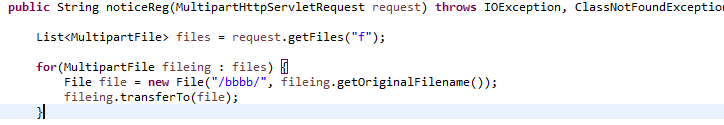 public String noticeReg(MultipartHttpServletRequest request) throws IOException, ClassNotFoundException
List<MultipartFile> files = request.getFiles("f");
for(MultipartFile fileing : files) {
File file = new File("/bbbb/", fileing.getOriginalFilename());
fileing.transferTo(file);
}